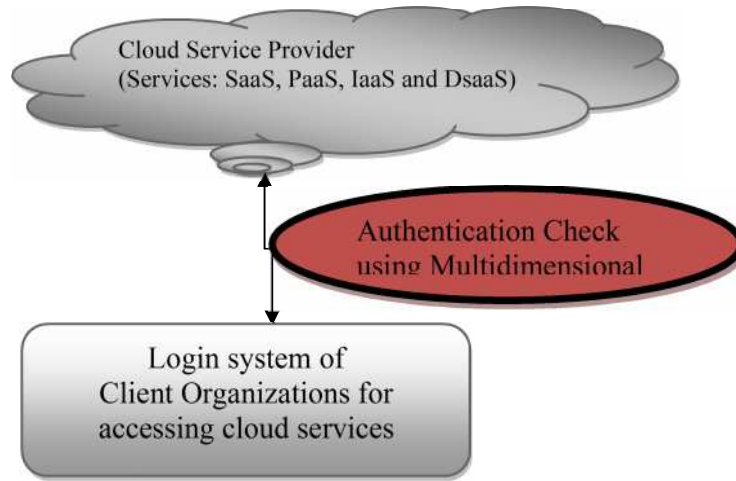 Cloud Service Provider
(Services: SaaS, PaaS, IaaS and DsaaS)
Authentication Check
using Multidimensional
Login system of
Client Organizations for
accessing cloud services